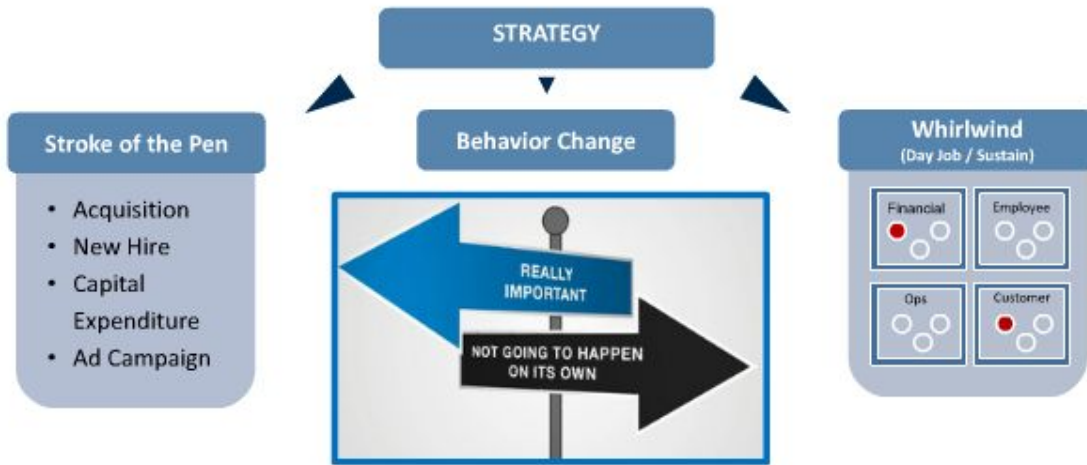 STRATEGY
Stroke of the Pen
• Acquisition
• New Hire
• Capital
Expenditure
• Ad Campaign
Behavior Change
REALLY
IMPORTANT
NOT GOING TO HAPPEN
ON ITS OWN
Whirlwind
(Day Job / Sustain)
Financial
Employee
Ops
Customer